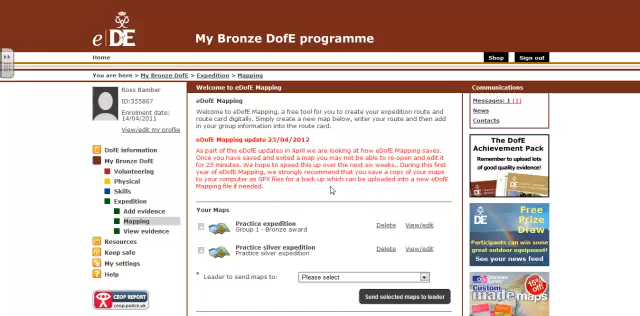 e DE
My Bronze DofE programme
Home
Shop
Sign out
You are here > My Bronze DofE > Expedition > Mapping
Ross Bamber
ID:355867
Enrolment date:
14/04/2011
View/edit my profile
DofE information
My Bronze DofE
Volunteering
Physical
Skills
Expedition
Add evidence
Mapping
View evidence
Resources
Keep safe
My settings
Help
CEOP REPORT
ceop.police.uk
Welcome to eDofE Mapping
eDofE Mapping
Welcome to eDofE Mapping, a free tool for you to create your expedition route and
route card digitally. Simply create a new map below, enter your route and then add
in your group information into the route card.
eDofE Mapping update 23/04/2012
As part of the eDofE updates in April we are looking at how eDofE Mapping saves.
Once you have saved and exited a map you may not be able to re-open and edit it
for 25 minutes. We hope to speed this up over the next six weeks.. During this first
year of eDofE Mapping, we strongly recommend that you save a copy of your maps
to your computer as GPX files for a back-up which can be uploaded into a new eDofE
Mapping file if needed.
Your Maps
Practice expedition
Group 1 - Bronze award
Delete
View/edit
Practice silver expedition
Practice silver expedition
Delete
View/edit
* Leader to send maps to:
Please select
Send selected maps to leader
Communications
Messages: 1 (1)
News
Contacts
The DofE
Achievement Pack
Remember to upload lots
of good quality evidence!
DE
Free
Prize
Draw
Participants can win some
great outdoor equipment!
See your news feed
Custom
made maps
15% off!